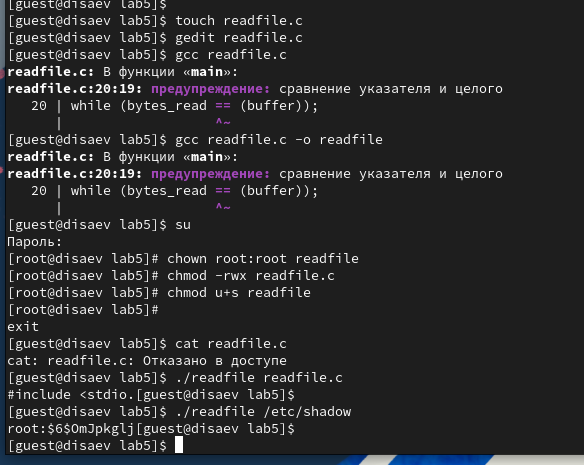 [guest@disaev lab5]$
[guest@disaev lab5]$ touch readfile.c
[guest@disaev lab5]$ gedit readfile.c
[guest@disaev lab5]$ gcc readfile.c
readfile.c: В функции «main»:
readfile.c:20:19: предупреждение: сравнение указателя и целого
20 | while (bytes_read == (buffer));
| ^~
[guest@disaev lab5]$ gcc readfile.c -o readfile
readfile.c: В функции «main»:
readfile.c:20:19: предупреждение: сравнение указателя и целого
20 | while (bytes_read == (buffer));
| ^~
[guest@disaev lab5]$ su
Пароль:
[root@disaev lab5]# chown root:root readfile
[root@disaev lab5]# chmod -rwx readfile.c
[root@disaev lab5]# chmod u+s readfile
[root@disaev lab5]#
exit
[guest@disaev lab5]$ cat readfile.c
cat: readfile.c: Отказано в доступе
[guest@disaev lab5]$ ./readfile readfile.c
#include <stdio.[guest@disaev lab5]$
[guest@disaev lab5]$ ./readfile /etc/shadow
root:$6$OmJpkglj[guest@disaev lab5]$
[guest@disaev lab5]$